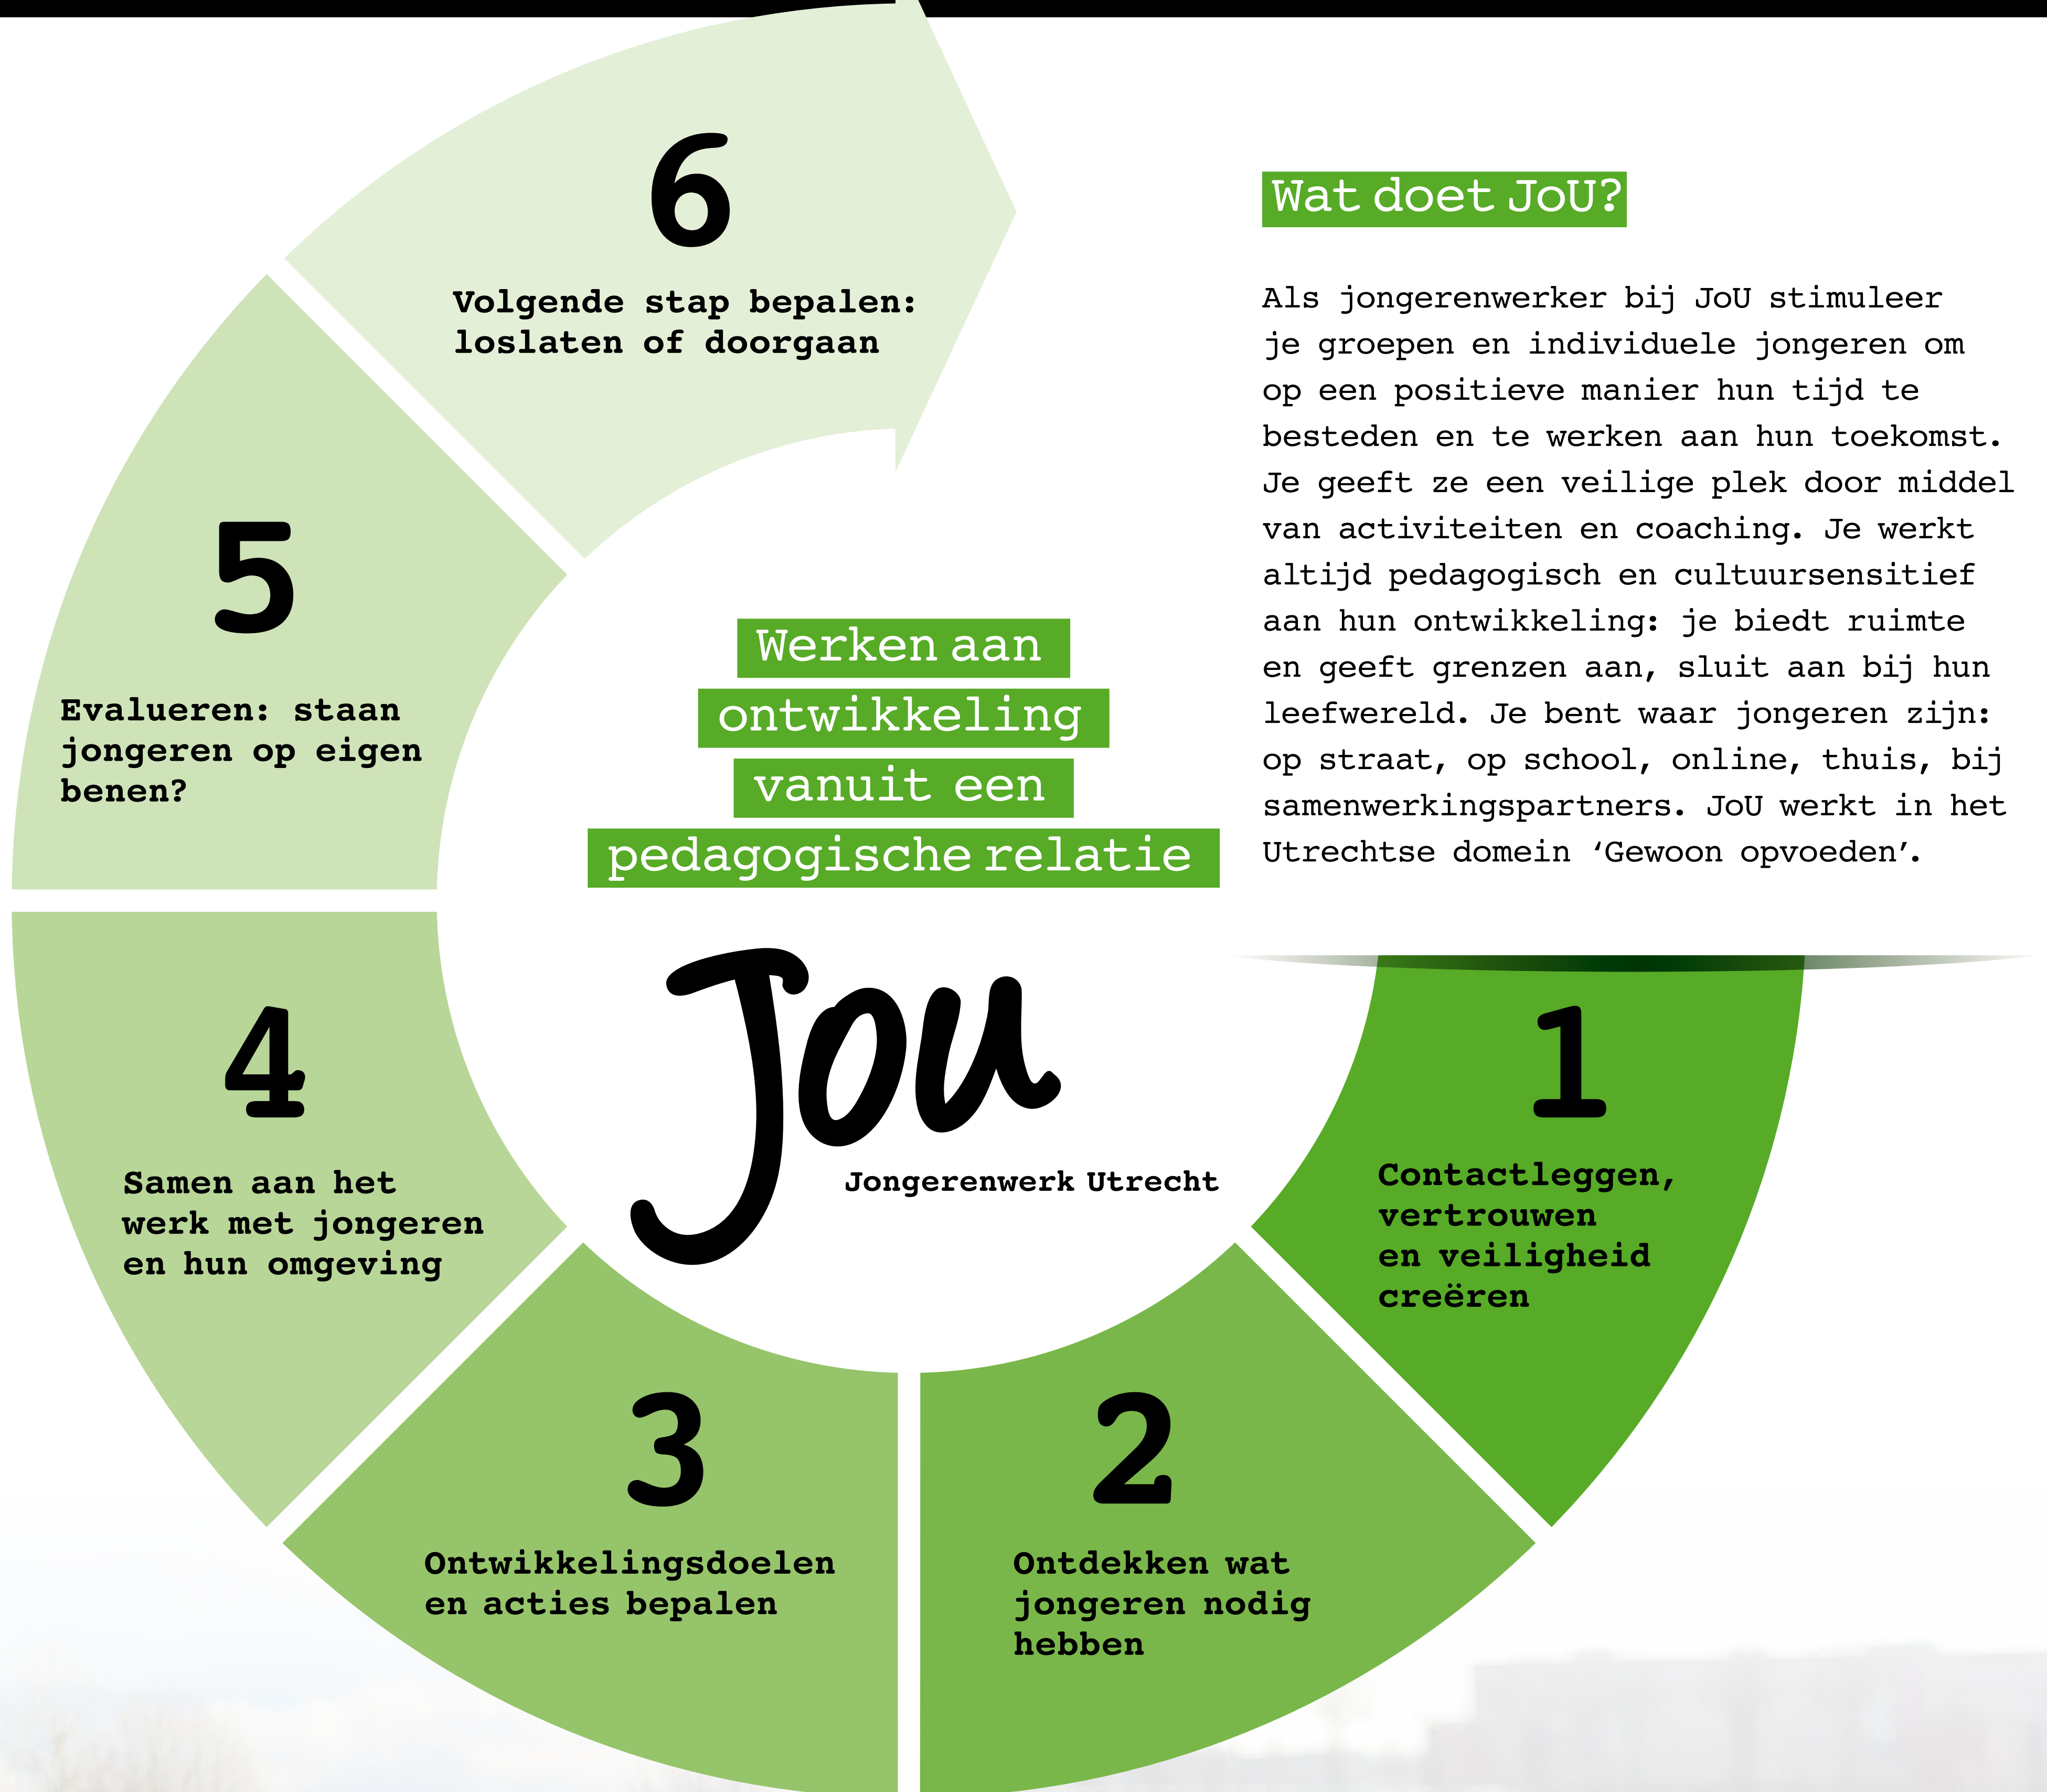 Wat doet JoU?
Als jongerenwerker bij JoU stimuleer
je groepen en individuele jongeren om
op een positieve manier hun tijd te
besteden en te werken aan hun toekomst.
Je geeft ze een veilige plek door middel
van activiteiten en coaching. Je werkt
altijd pedagogisch en cultuursensitief
aan hun ontwikkeling: je biedt ruimte
en geeft grenzen aan, sluit aan bij hun
leefwereld. Je bent waar jongeren zijn:
op straat, op school, online, thuis, bij
samenwerkingspartners. JoU werkt in het
Utrechtse domein ‘Gewoon opvoeden’.
Werken aan
ontwikkeling
vanuit een
pedagogische relatie
Jou
Jongerenwerk Utrecht
1
Contactleggen,
vertrouwen
en veiligheid
creëren
2
Ontdekken wat
jongeren nodig
hebben
3
Ontwikkelingsdoelen
en acties bepalen
4
Samen aan het
werk met jongeren
en hun omgeving
5
Evalueren: staan
jongeren op eigen
benen?
6
Volgende stap bepalen:
loslaten of doorgaan